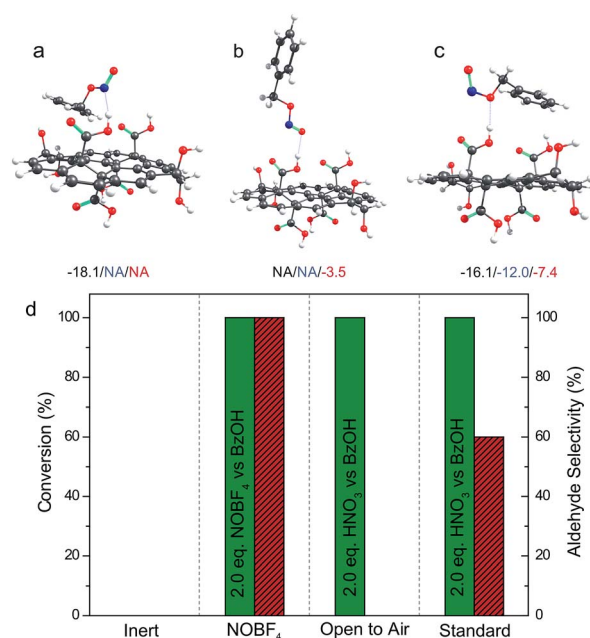 a
b
c
-18.1/NA/NA
NA/NA/-3.5
-16.1/-12.0/-7.4
d
100
80
60
40
20
0
Conversion (%)
2.0 eq. NOBF4 vs BzOH
2.0 eq. HNO3 vs BzOH
2.0 eq. HNO3 vs BzOH
100
80
60
40
20
0
Aldehyde Selectivity (%)
Inert NOBF4 Open to Air Standard